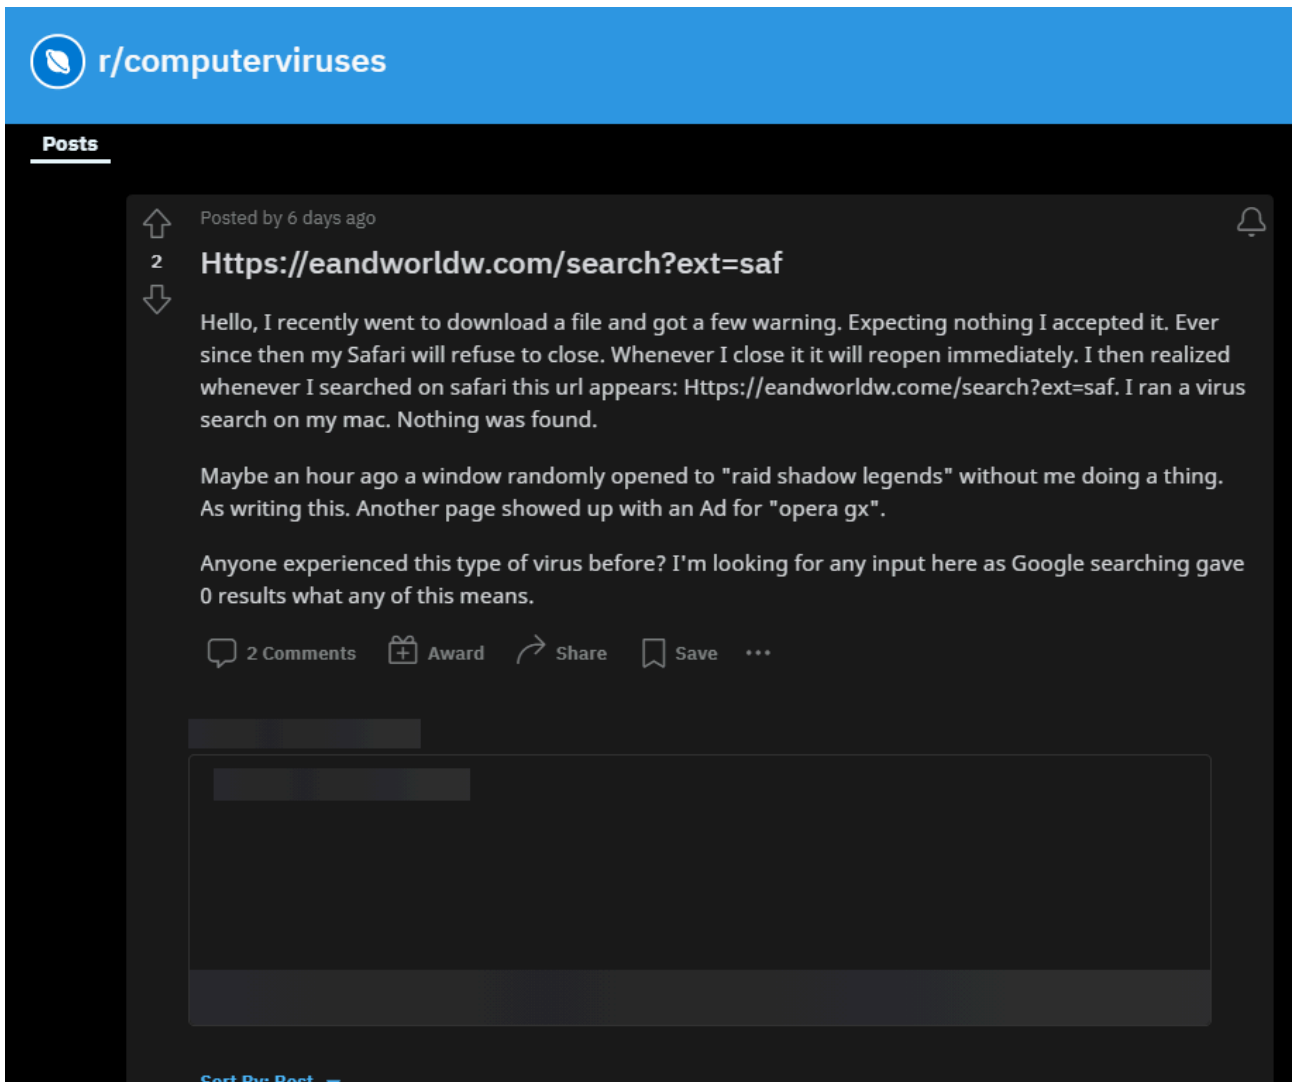 r/computerviruses
Posts
Posted by 6 days ago
2
Https://eandworldw.com/search?ext=saf
Hello, I recently went to download a file and got a few warning. Expecting nothing I accepted it. Ever
since then my Safari will refuse to close. Whenever I close it it will reopen immediately. I then realized
whenever I searched on safari this url appears: Https://eandworldw.come/search?ext=saf. I ran a virus
search on my mac. Nothing was found.
Maybe an hour ago a window randomly opened to "raid shadow legends" without me doing a thing.
As writing this. Another page showed up with an Ad for "opera gx".
Anyone experienced this type of virus before? I'm looking for any input here as Google searching gave
0 results what any of this means.
2 Comments Award Share Save
Sort By: Best